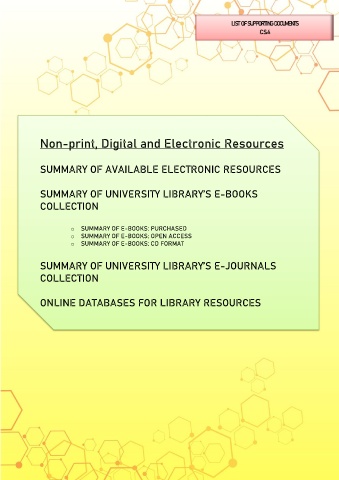 LIST OF SUPPORTING DOCUMENTS
C.5.4
Non-print, Digital and Electronic Resources
SUMMARY OF AVAILABLE ELECTRONIC RESOURCES
SUMMARY OF UNIVERSITY LIBRARY'S E-BOOKS
COLLECTION
o SUMMARY OF E-BOOKS: PURCHASED
o SUMMARY OF E-BOOKS: OPEN ACCESS
o SUMMARY OF E-BOOKS: CD FORMAT
SUMMARY OF UNIVERSITY LIBRARY'S E-JOURNALS
COLLECTION
ONLINE DATABASES FOR LIBRARY RESOURCES